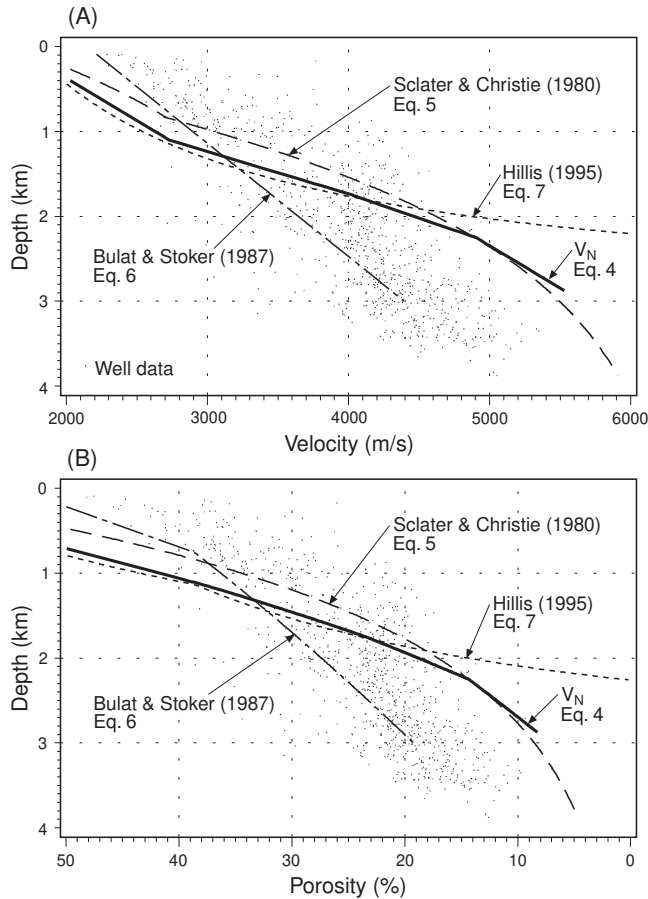 (A)
0
1
2
3
4
Depth (km)
Sclater & Christie (1980)
Eq. 5
Hillis (1995)
Eq. 7
Bulat & Stoker (1987)
Eq. 6
VN
Eq. 4
Well data
2000 3000 4000 5000 6000
Velocity (m/s)
(B)
0
1
2
3
4
Depth (km)
Sclater & Christie (1980)
Eq. 5
Hillis (1995)
Eq. 7
Bulat & Stoker (1987)
Eq. 6
VN
Eq. 4
50 40 30 20 10 0
Porosity (%)